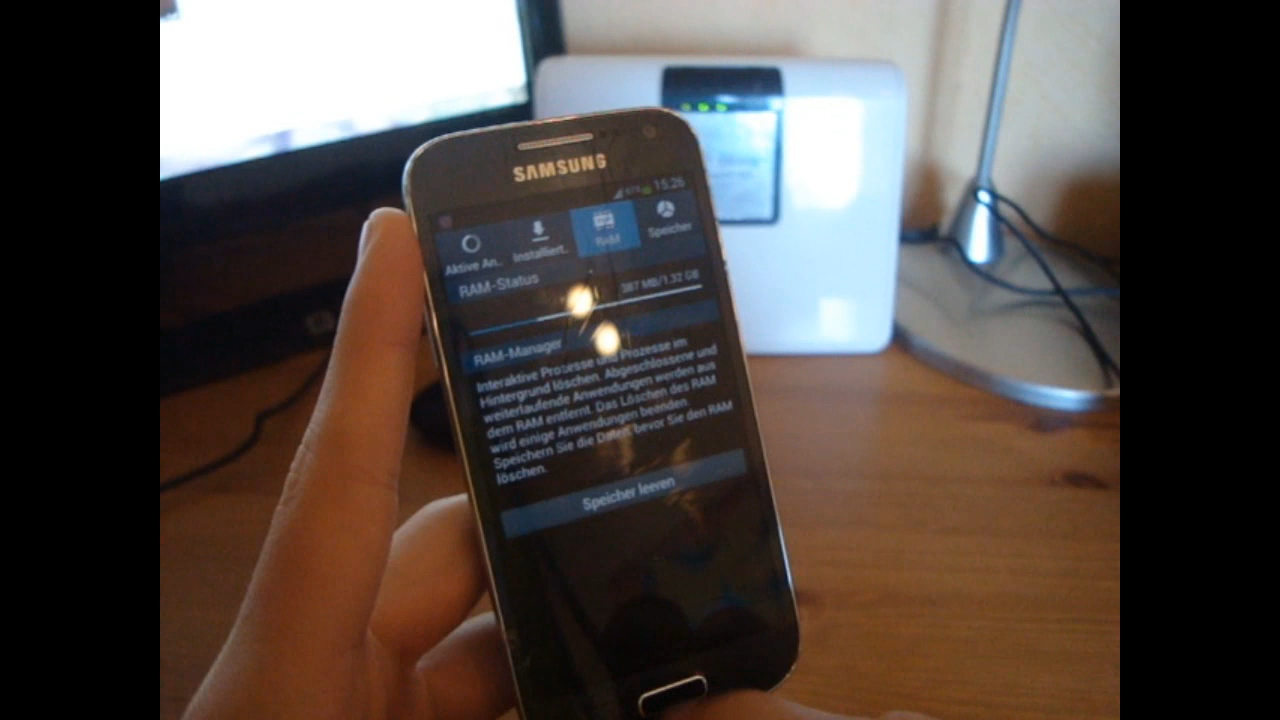 SAMSUNG
15:26
Aktive An.. Installiert.. RAM Speicher
RAM-Status
387 MB/1.32 GB
RAM-Manager
Interaktive Prozesse und Prozesse im
Hintergrund löschen. Abgeschlossene und
weiterlaufende Anwendungen werden aus
dem RAM entfernt. Das Löschen des RAM
wird einige Anwendungen beenden.
Speichern Sie die Daten, bevor Sie den RAM
löschen.
Speicher leeren